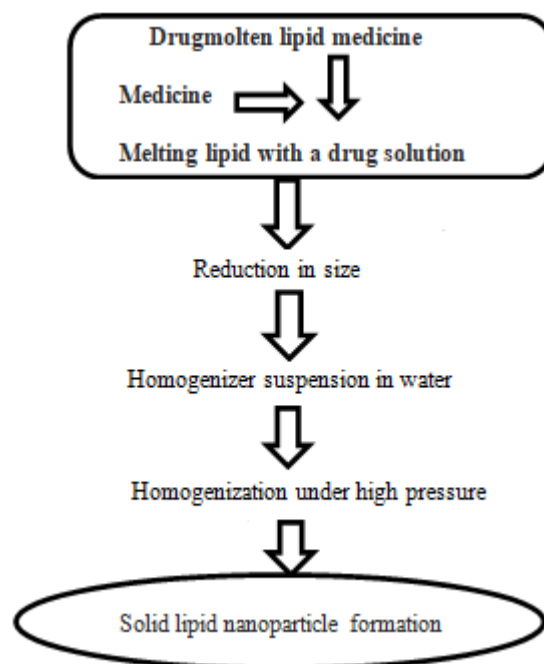 Drugmolten lipid medicine
Medicine
Melting lipid with a drug solution
Reduction in size
Homogenizer suspension in water
Homogenization under high pressure
Solid lipid nanoparticle formation